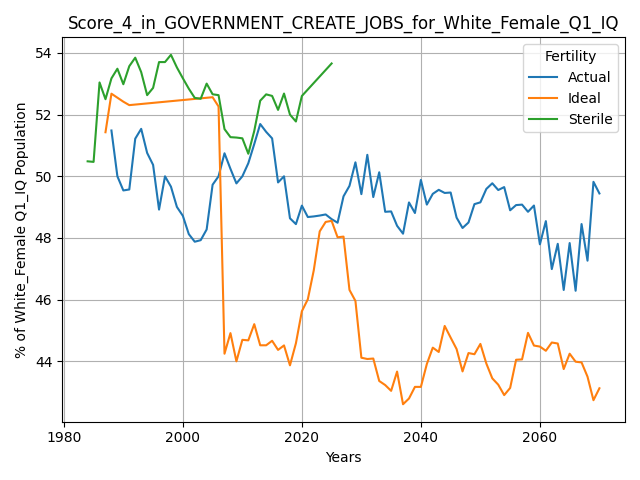 Score_4_in_GOVERNMENT_CREATE_JOBS_for_White_Female_Q1_IQ
% of White_Female Q1_IQ Population
54
52
50
48
46
44
Fertility
Actual
Ideal
Sterile
1980
2000
2020
2040
2060
Years